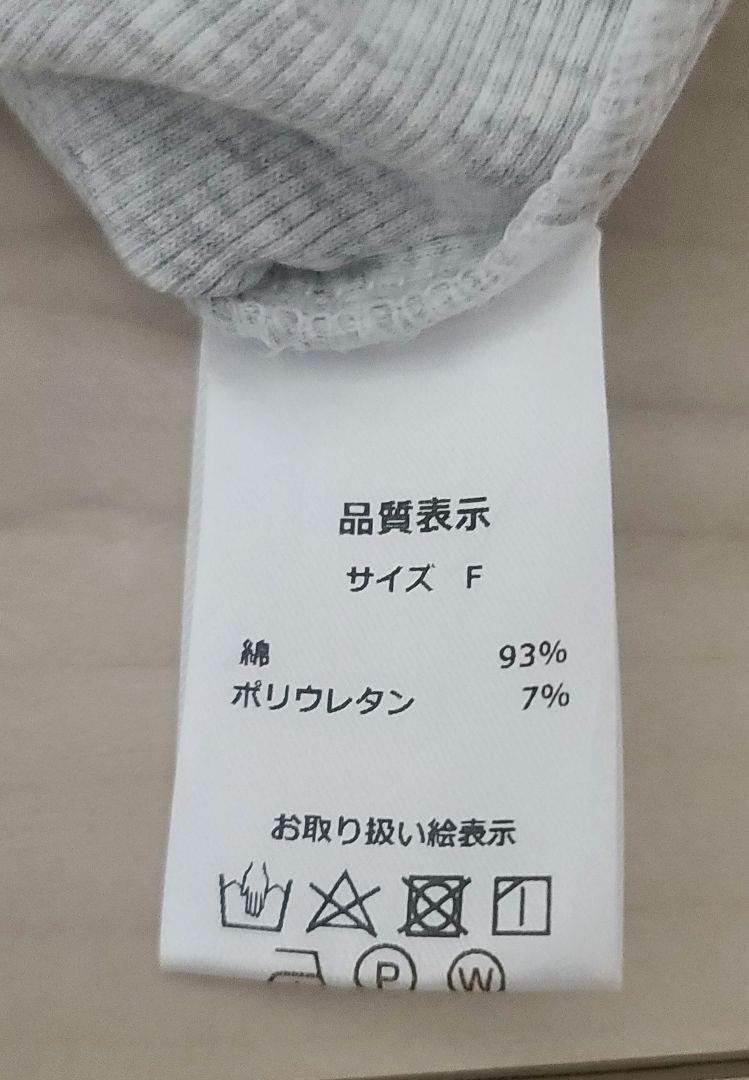 品質表示
サイズ F
綿 93%
ポリウレタン 7%
お取り扱い絵表示
P W